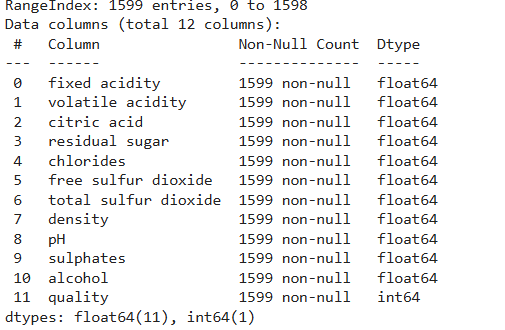 RangeIndex: 1599 entries, 0 to 1598
Data columns (total 12 columns):
 #   Column                Non-Null Count  Dtype
---  ------                --------------  -----
 0   fixed acidity         1599 non-null   float64
 1   volatile acidity      1599 non-null   float64
 2   citric acid           1599 non-null   float64
 3   residual sugar        1599 non-null   float64
 4   chlorides             1599 non-null   float64
 5   free sulfur dioxide   1599 non-null   float64
 6   total sulfur dioxide  1599 non-null   float64
 7   density               1599 non-null   float64
 8   pH                    1599 non-null   float64
 9   sulphates             1599 non-null   float64
 10  alcohol               1599 non-null   float64
 11  quality               1599 non-null   int64
dtypes: float64(11), int64(1)